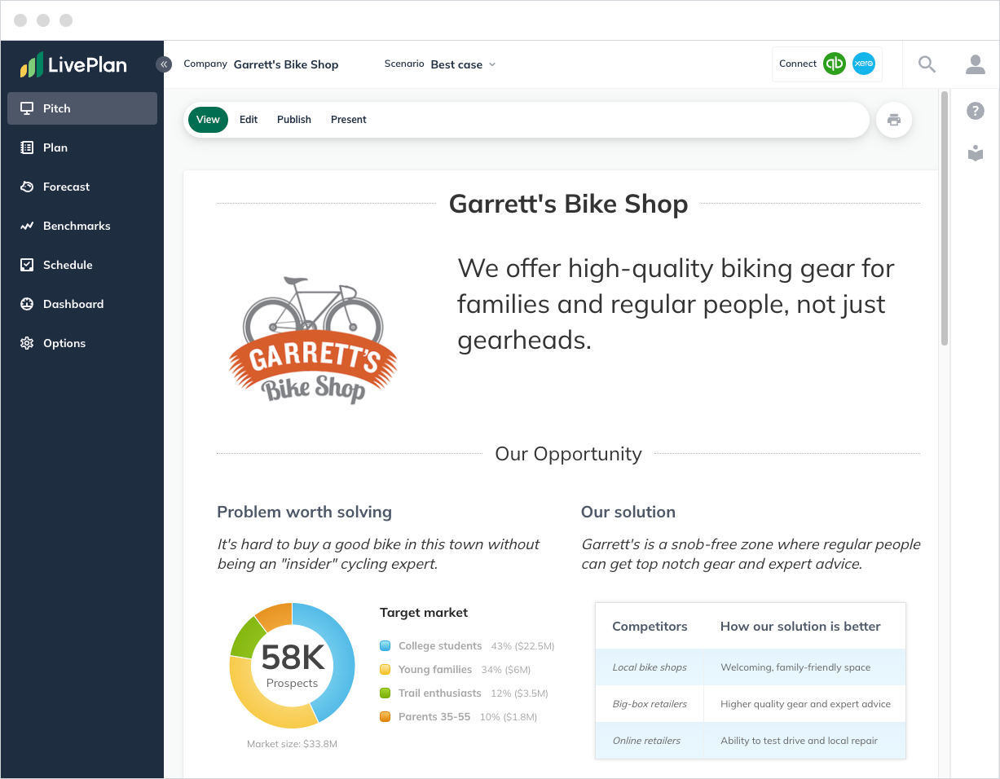 LivePlan
«
Company Garrett's Bike Shop
Scenario Best case
Connect qb xero
Pitch
Plan
Forecast
Benchmarks
Schedule
Dashboard
Options
View Edit Publish Present
?
Garrett's Bike Shop
GARRETT'S
Bike Shop
We offer high-quality biking gear for
families and regular people, not just
gearheads.
Our Opportunity
Problem worth solving
It's hard to buy a good bike in this town without
being an "insider" cycling expert.
Our solution
Garrett's is a snob-free zone where regular people
can get top notch gear and expert advice.
58K
Prospects
Market size: $33.8M
Target market
College students 43% ($22.5M)
Young families 34% ($6M)
Trail enthusiasts 12% ($3.5M)
Parents 35-55 10% ($1.8M)
Competitors How our solution is better
Local bike shops Welcoming, family-friendly space
Big-box retailers Higher quality gear and expert advice
Online retailers Ability to test drive and local repair